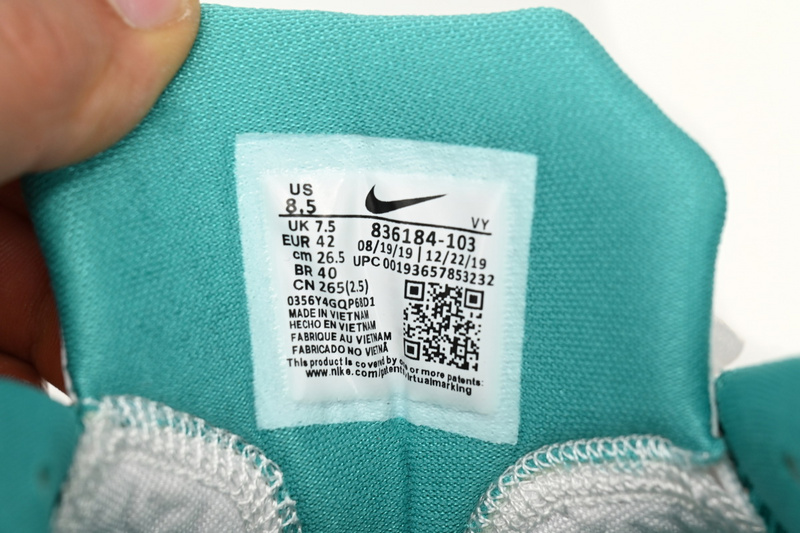 US
8.5
VY
UK 7.5
836184-103
EUR 42
08/19/19 | 12/22/19
cm 26.5
UPC 00193657853232
BR 40
CN 265(2.5)
0356Y4GQP68D1
MADE IN VIETNAM
HECHO EN VIETNAM
FABRIQUE AU VIETNAM
FABRICADO NO VIETNÃ
This product is covered by one or more patents:
www.nike.com/patents virtualmarking